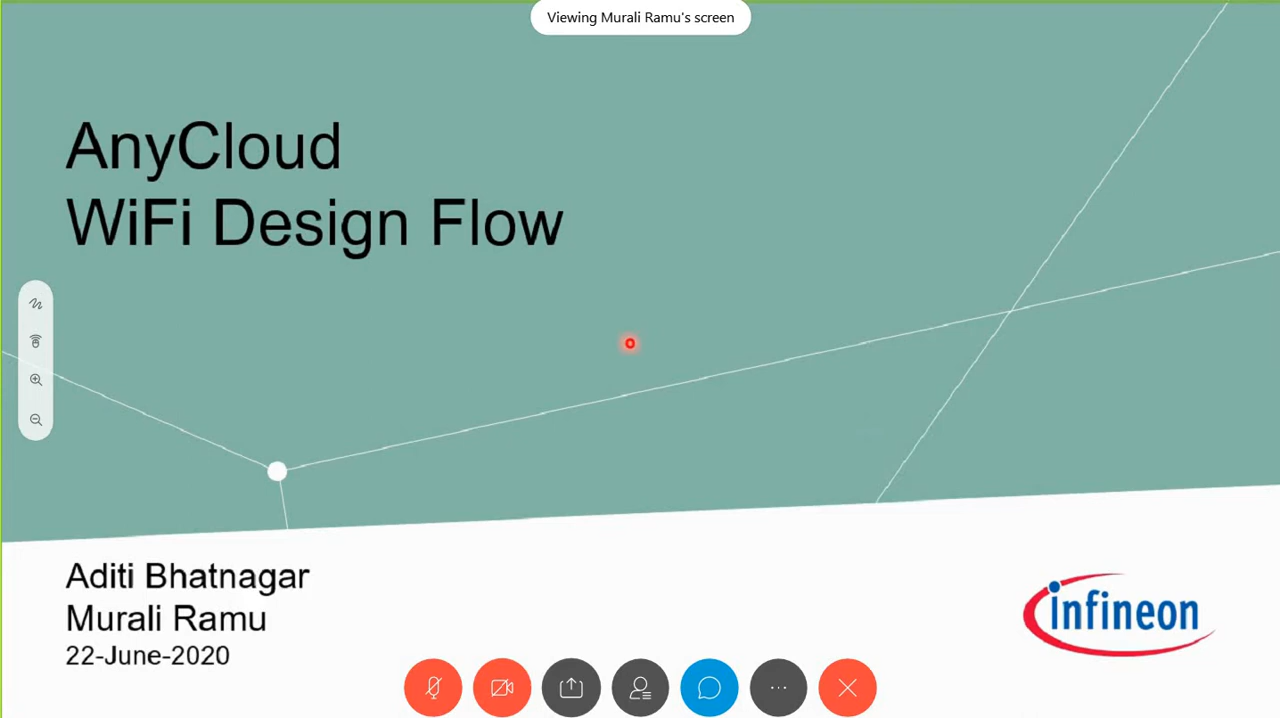 Viewing Murali Ramu's screen
AnyCloud
WiFi Design Flow
Aditi Bhatnagar
Murali Ramu
22-June-2020
infineon